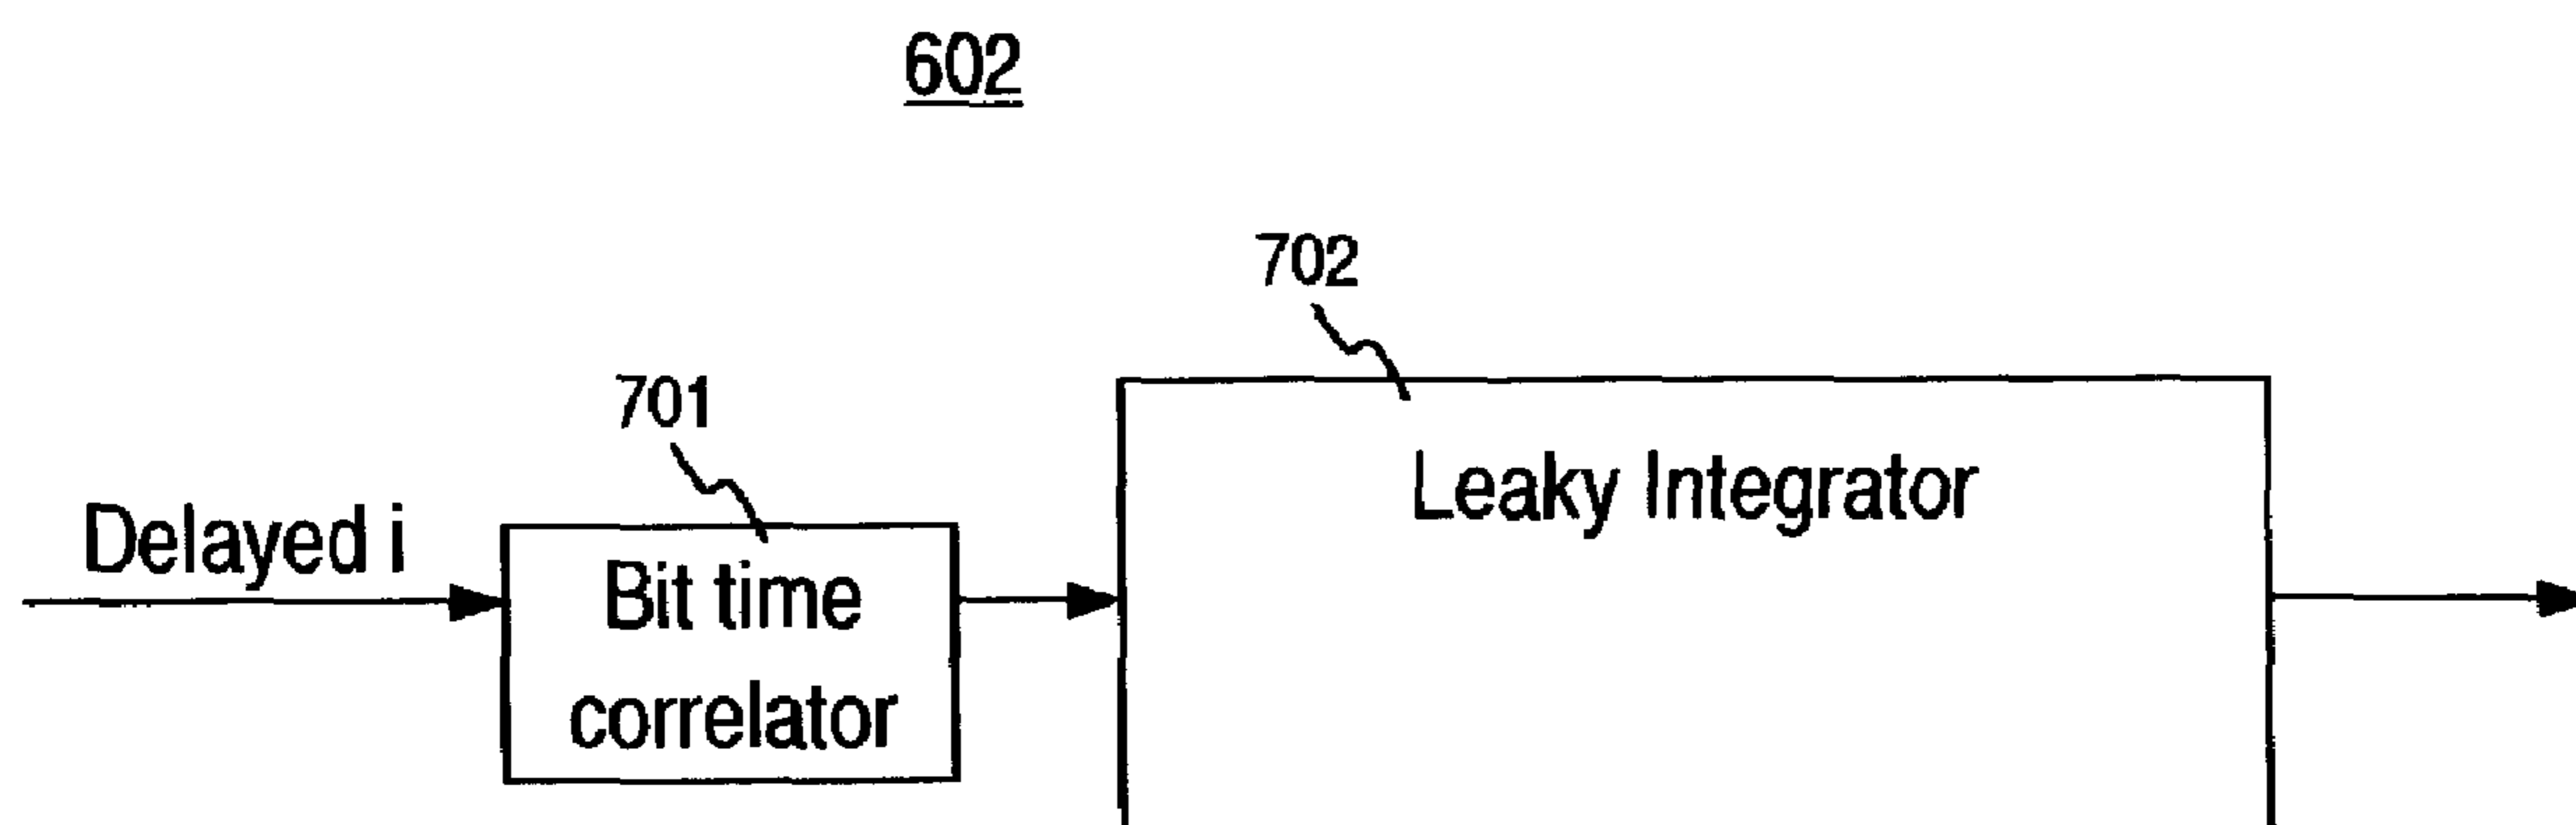 602
702
701
Leaky Integrator
Delayed i
Bit time
correlator